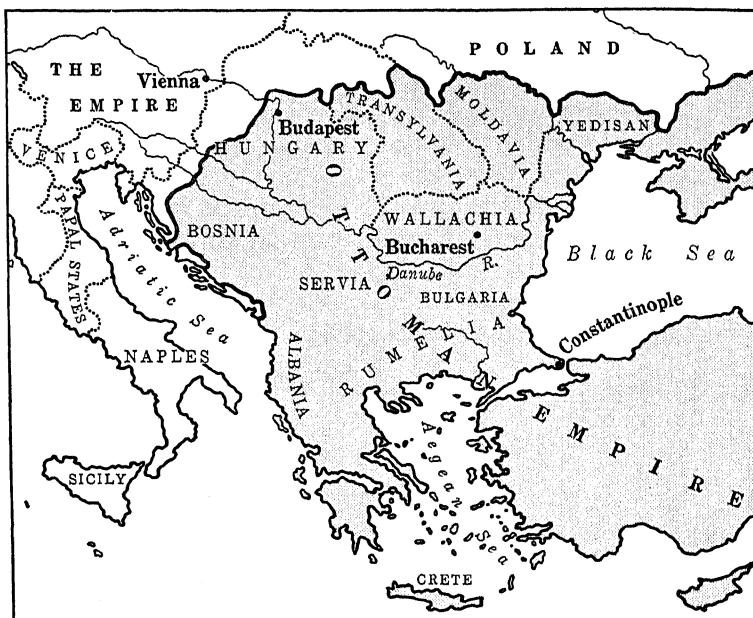 POLAND
THE
EMPIRE
Vienna
Budapest
HUNGARY
TRANSYLVANIA
MOLDAVIA
YEDISAN
VENICE
PAPAL STATES
Adriatic Sea
BOSNIA
WALLACHIA
Bucharest
Danube R.
SERVIA
BULGARIA
Black Sea
OTTOMAN EMPIRE
RUMELIA
Constantinople
ALBANIA
NAPLES
Aegean Sea
SICILY
CRETE